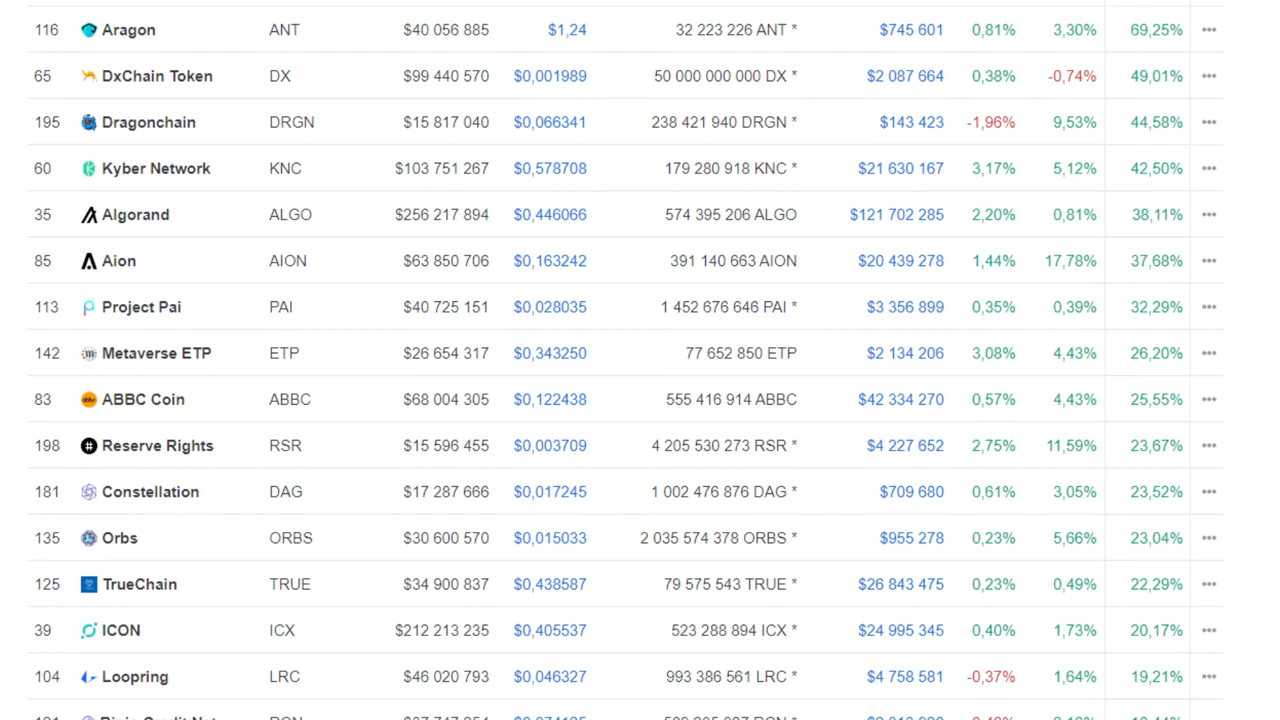 116 Aragon ANT $40 056 885 $1,24 32 223 226 ANT * $745 601 0,81% 3,30% 69,25% •••
65 DxChain Token DX $99 440 570 $0,001989 50 000 000 000 DX * $2 087 664 0,38% -0,74% 49,01% •••
195 Dragonchain DRGN $15 817 040 $0,066341 238 421 940 DRGN * $143 423 -1,96% 9,53% 44,58% •••
60 Kyber Network KNC $103 751 267 $0,578708 179 280 918 KNC * $21 630 167 3,17% 5,12% 42,50% •••
35 Algorand ALGO $256 217 894 $0,446066 574 395 206 ALGO $121 702 285 2,20% 0,81% 38,11% •••
85 Aion AION $63 850 706 $0,163242 391 140 663 AION $20 439 278 1,44% 17,78% 37,68% •••
113 Project Pai PAI $40 725 151 $0,028035 1 452 676 646 PAI * $3 356 899 0,35% 0,39% 32,29% •••
142 Metaverse ETP ETP $26 654 317 $0,343250 77 652 850 ETP $2 134 206 3,08% 4,43% 26,20% •••
83 ABBC Coin ABBC $68 004 305 $0,122438 555 416 914 ABBC $42 334 270 0,57% 4,43% 25,55% •••
198 Reserve Rights RSR $15 596 455 $0,003709 4 205 530 273 RSR * $4 227 652 2,75% 11,59% 23,67% •••
181 Constellation DAG $17 287 666 $0,017245 1 002 476 876 DAG * $709 680 0,61% 3,05% 23,52% •••
135 Orbs ORBS $30 600 570 $0,015033 2 035 574 378 ORBS * $955 278 0,23% 5,66% 23,04% •••
125 TrueChain TRUE $34 900 837 $0,438587 79 575 543 TRUE * $26 843 475 0,23% 0,49% 22,29% •••
39 ICON ICX $212 213 235 $0,405537 523 288 894 ICX * $24 995 345 0,40% 1,73% 20,17% •••
104 Loopring LRC $46 020 793 $0,046327 993 386 561 LRC * $4 758 581 -0,37% 1,64% 19,21% •••